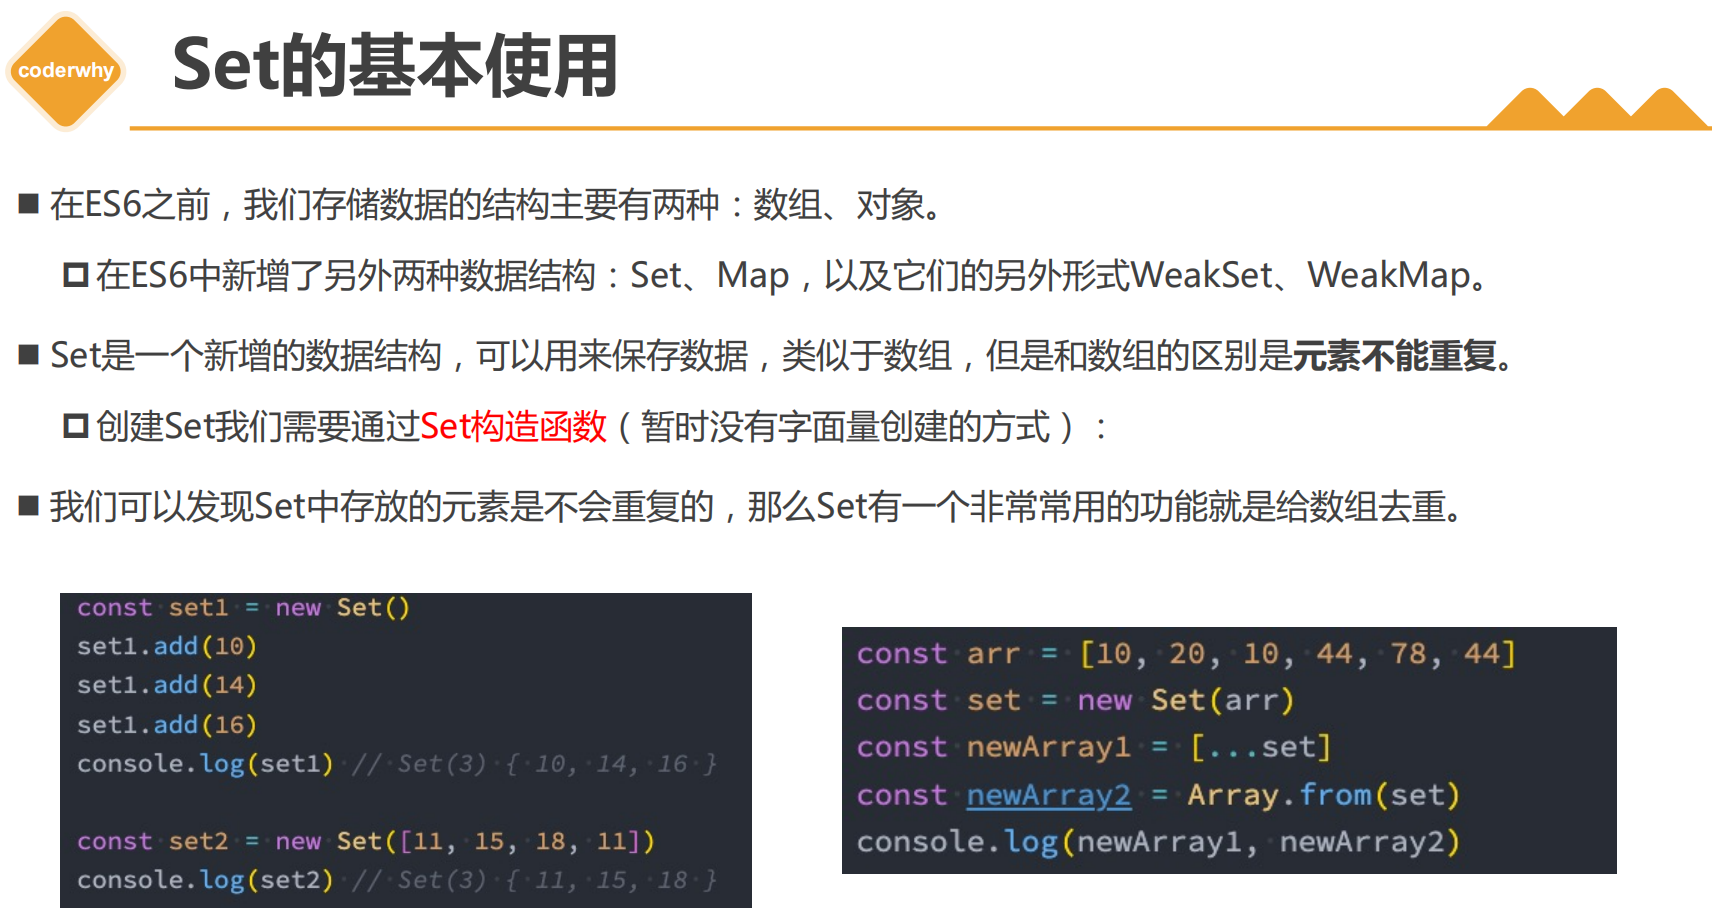 coderwhy
Set的基本使用
在ES6之前，我们存储数据的结构主要有两种：数组、对象。
在ES6中新增了另外两种数据结构：Set、Map，以及它们的另外形式WeakSet、WeakMap。
Set是一个新增的数据结构，可以用来保存数据，类似于数组，但是和数组的区别是元素不能重复。
创建Set我们需要通过Set构造函数（暂时没有字面量创建的方式）：
我们可以发现Set中存放的元素是不会重复的，那么Set有一个非常常用的功能就是给数组去重。
const set1 = new Set()
set1.add(10)
set1.add(14)
set1.add(16)
console.log(set1) // Set(3) { 10, 14, 16 }
const set2 = new Set([11, 15, 18, 11])
console.log(set2) // Set(3) { 11, 15, 18 }
const arr = [10, 20, 10, 44, 78, 44]
const set = new Set(arr)
const newArray1 = [...set]
const newArray2 = Array.from(set)
console.log(newArray1, newArray2)